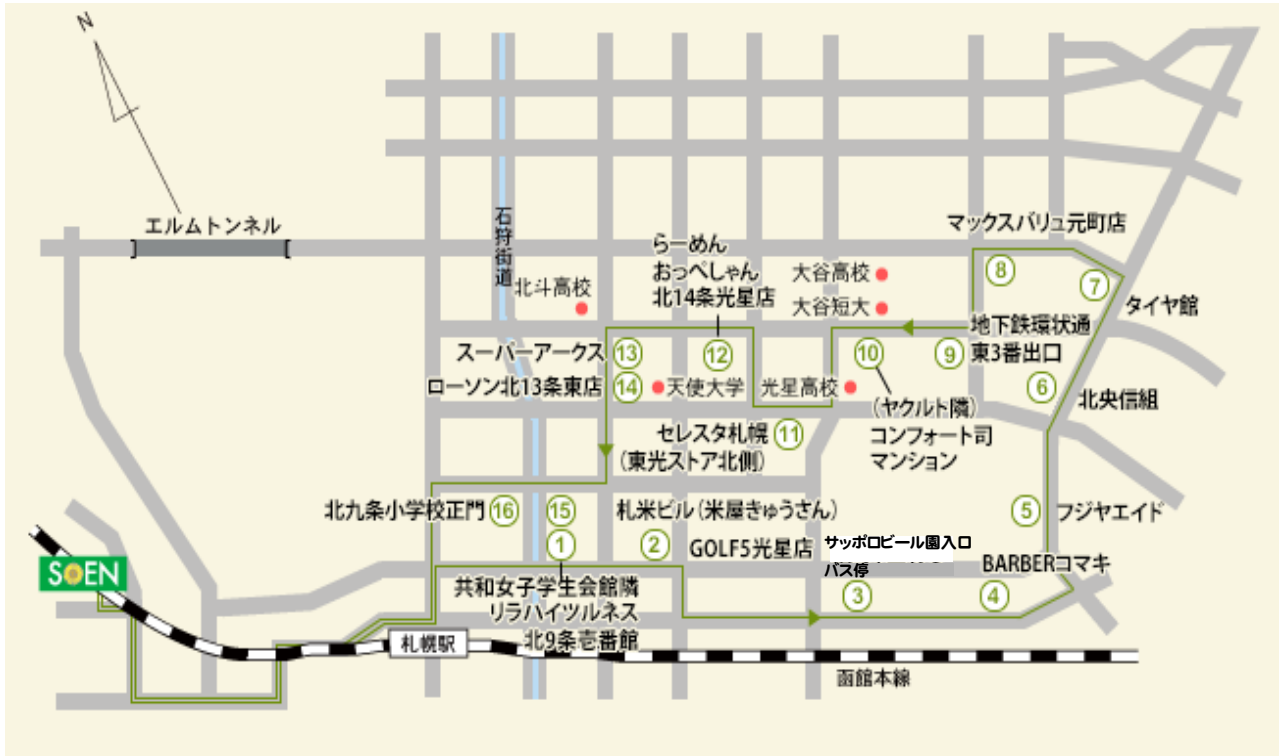 N
エルムトンネル
石狩街道
北斗高校
らーめん
おっぺしゃん
北14条光星店
大谷高校
大谷短大
マックスバリュ元町店
8
7
タイヤ館
地下鉄環状通
東3番出口
9
10
12
スーパーアークス 13
ローソン北13条東店 14
天使大学
光星高校
6
北央信組
(ヤクルト隣)
コンフォート司
マンション
セレスタ札幌 11
(東光ストア北側)
北九条小学校正門 16
15
札米ビル(米屋きゅうさん)
5 フジヤエイド
1
2 GOLF5光星店
サッポロビール園入口
バス停
3
BARBERコマキ
4
SOEN
共和女子学生会館隣
リラハイツルネス
北9条壱番館
札幌駅
函館本線